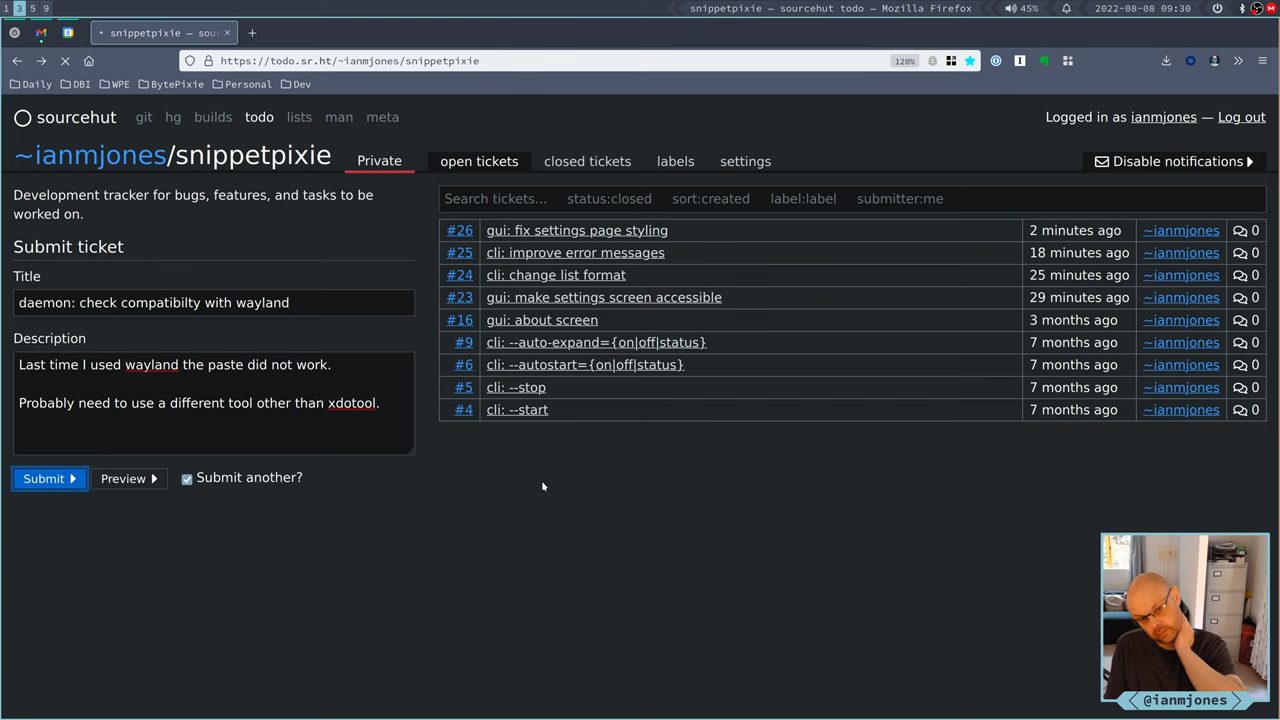 1 3 5 9
snippetpixie — sourcehut todo — Mozilla Firefox
45%
2022-08-08 09:30
snippetpixie — sour
https://todo.sr.ht/~ianmjones/snippetpixie
120%
Daily DBI WPE BytePixie Personal Dev
sourcehut git hg builds todo lists man meta
Logged in as ianmjones — Log out
~ianmjones/snippetpixie Private open tickets closed tickets labels settings
Disable notifications
Development tracker for bugs, features, and tasks to be
worked on.
Submit ticket
Title
daemon: check compatibilty with wayland
Description
Last time I used wayland the paste did not work.
Probably need to use a different tool other than xdotool.
Submit Preview Submit another?
Search tickets... status:closed sort:created label:label submitter:me
#26 gui: fix settings page styling 2 minutes ago ~ianmjones 0
#25 cli: improve error messages 18 minutes ago ~ianmjones 0
#24 cli: change list format 25 minutes ago ~ianmjones 0
#23 gui: make settings screen accessible 29 minutes ago ~ianmjones 0
#16 gui: about screen 3 months ago ~ianmjones 0
#9 cli: --auto-expand={on|off|status} 7 months ago ~ianmjones 0
#6 cli: --autostart={on|off|status} 7 months ago ~ianmjones 0
#5 cli: --stop 7 months ago ~ianmjones 0
#4 cli: --start 7 months ago ~ianmjones 0
@ianmjones